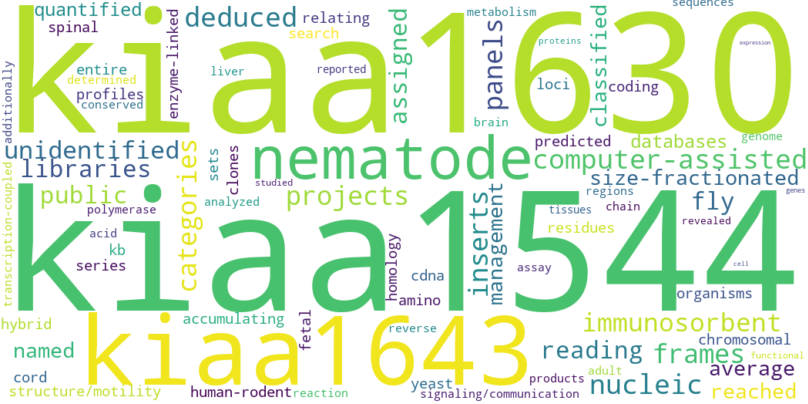 quantified
spinal
deduced
relating
search
metabolism
sequences
kiaa1630
additionally
entire
determined
profiles
conserved
enzyme-linked
liver
reported
assigned
panels
brain
proteins
loci
classified
coding
expression
unidentified
libraries
categories
sets
clones
studied
nematode
predicted
databases
genome
computer-assisted
size-fractionated
transcription-coupled
public
polymerase
analyzed
projects
inserts
management
regions
tissues
chain
residues
fly
revealed
genes
kiaa1544
acid
kb
series
homology
cdna
amino
assay
cell
organisms
hybrid
named
cord
structure/motility
accumulating
fetal
kiaa1643
human-rodent
reaction
reverse
yeast
signaling/communication
products
immunosorbent
reading
frames
chromosomal
functional
adult
nucleic
average
reached